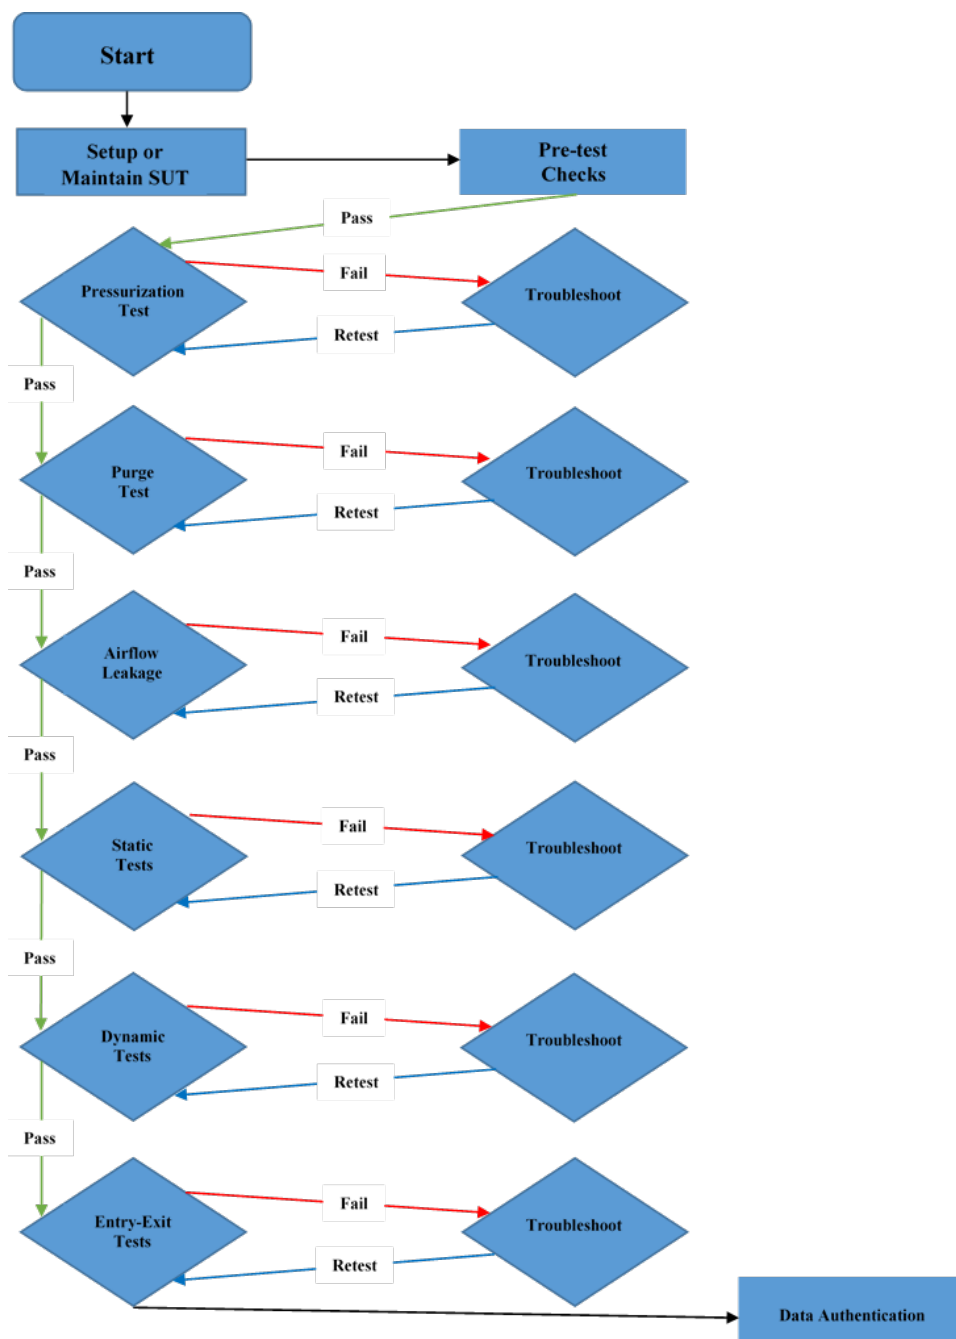 Start
Setup or
Maintain SUT
Pre-test
Checks
Pass
Pressurization
Test
Fail
Troubleshoot
Retest
Pass
Purge
Test
Fail
Troubleshoot
Retest
Pass
Airflow
Leakage
Fail
Troubleshoot
Retest
Pass
Static
Tests
Fail
Troubleshoot
Retest
Pass
Dynamic
Tests
Fail
Troubleshoot
Retest
Pass
Entry-Exit
Tests
Fail
Troubleshoot
Retest
Data Authentication